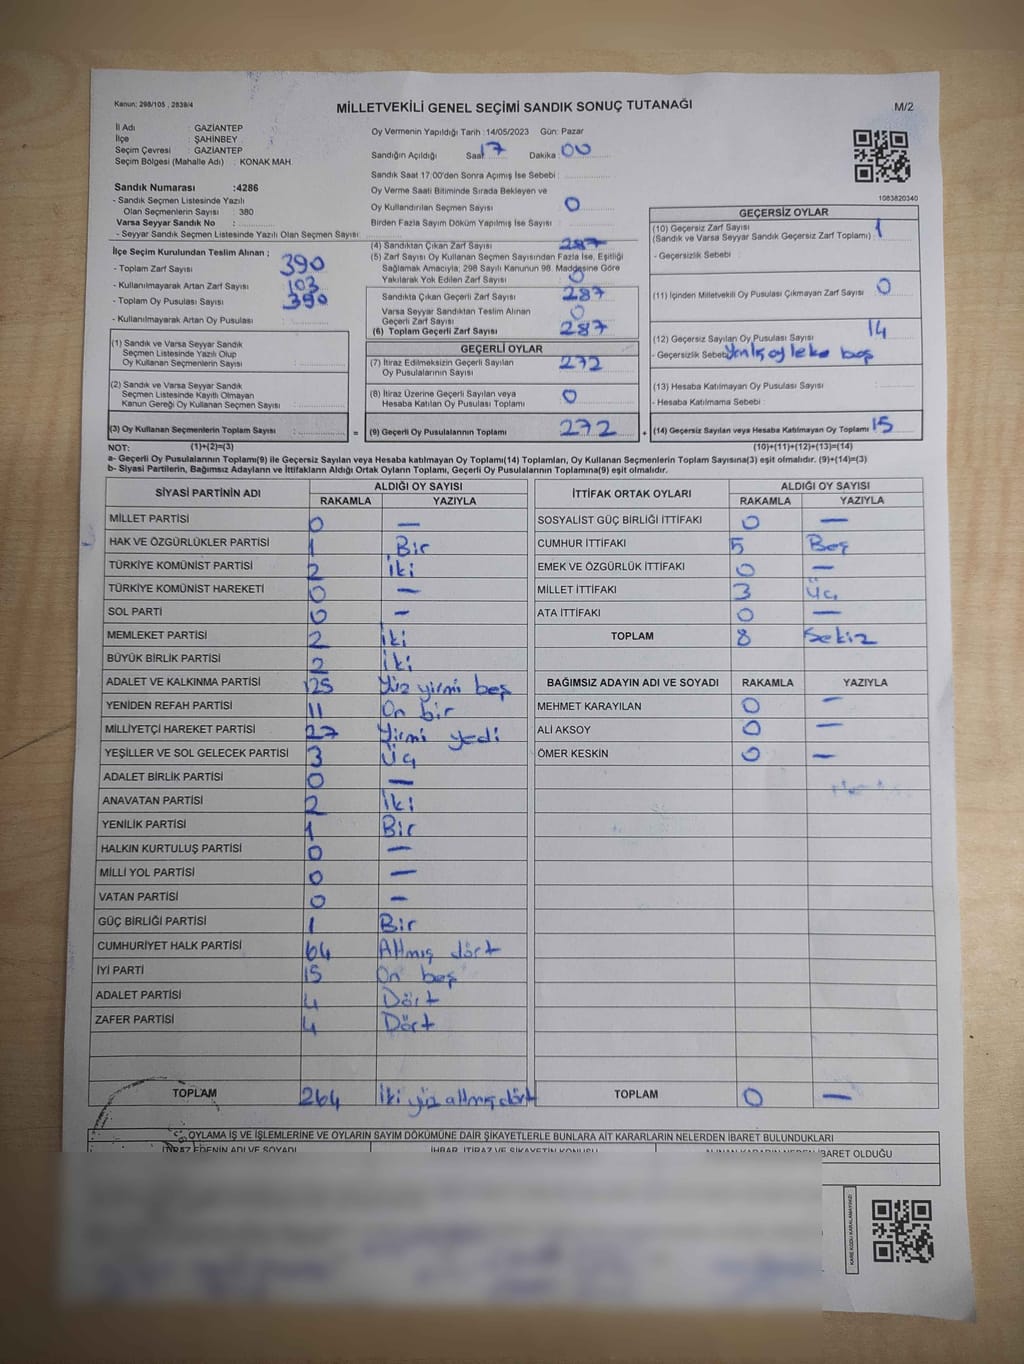 Kanun: 298/105 , 2839/4
MİLLETVEKİLİ GENEL SEÇİMİ SANDIK SONUÇ TUTANAĞI
M/2
İl Adı : GAZİANTEP
İlçe : ŞAHİNBEY
Seçim Çevresi : GAZİANTEP
Seçim Bölgesi (Mahalle Adı) : KONAK MAH.
Oy Vermenin Yapıldığı Tarih : 14/05/2023 Gün: Pazar
Sandığın Açıldığı Saat 17 Dakika : 00
Sandık Saat 17:00'den Sonra Açımış İse Sebebi :
Oy Verme Saati Bitiminde Sırada Bekleyen ve
Oy Kullandırılan Seçmen Sayısı : 0
Birden Fazla Sayım Döküm Yapılmış İse Sayısı :
1083820340
Sandık Numarası :4286
- Sandık Seçmen Listesinde Yazılı
Olan Seçmenlerin Sayısı : 380
Varsa Seyyar Sandık No :
- Seyyar Sandık Seçmen Listesinde Yazılı Olan Seçmen Sayısı:
İlçe Seçim Kurulundan Teslim Alınan ;
- Toplam Zarf Sayısı : 390
- Kullanılmayarak Artan Zarf Sayısı : 103
- Toplam Oy Pusulası Sayısı : 390
- Kullanılmayarak Artan Oy Pusulası :
(1) Sandık ve Varsa Seyyar Sandık
Seçmen Listesinde Yazılı Olup
Oy Kullanan Seçmenlerin Sayısı :
(2) Sandık ve Varsa Seyyar Sandık
Seçmen Listesinde Kayıtlı Olmayan
Kanun Gereği Oy Kullanan Seçmen Sayısı :
(3) Oy Kullanan Seçmenlerin Toplam Sayısı :
(4) Sandıktan Çıkan Zarf Sayısı : 287
(5) Zarf Sayısı Oy Kullanan Seçmen Sayısından Fazla İse, Eşitliği
Sağlamak Amacıyla; 298 Sayılı Kanunun 98. Maddesine Göre
Yakılarak Yok Edilen Zarf Sayısı : 0
Sandıkta Çıkan Geçerli Zarf Sayısı : 287
Varsa Seyyar Sandıktan Teslim Alınan
Geçerli Zarf Sayısı : 0
(6) Toplam Geçerli Zarf Sayısı : 287
GEÇERLİ OYLAR
(7) İtiraz Edilmeksizin Geçerli Sayılan
Oy Pusulalarının Sayısı : 272
(8) İtiraz Üzerine Geçerli Sayılan veya
Hesaba Katılan Oy Pusulası Toplamı : 0
= (9) Geçerli Oy Pusulalarının Toplamı : 272
GEÇERSİZ OYLAR
(10) Geçersiz Zarf Sayısı
(Sandık ve Varsa Seyyar Sandık Geçersiz Zarf Toplamı) : 1
- Geçersizlik Sebebi :
(11) İçinden Milletvekili Oy Pusulası Çıkmayan Zarf Sayısı : 0
(12) Geçersiz Sayılan Oy Pusulası Sayısı : 14
- Geçersizlik Sebebi boş
(13) Hesaba Katılmayan Oy Pusulası Sayısı :
- Hesaba Katılmama Sebebi :
+ (14) Geçersiz Sayılan veya Hesaba Katılmayan Oy Toplamı : 15
NOT: (1)+(2)=(3) (10)+(11)+(12)+(13)=(14)
a- Geçerli Oy Pusulalarının Toplamı(9) ile Geçersiz Sayılan veya Hesaba katılmayan Oy Toplamı(14) Toplamları, Oy Kullanan Seçmenlerin Toplam Sayısına(3) eşit olmalıdır. (9)+(14)=(3)
b- Siyasi Partilerin, Bağımsız Adayların ve İttifakların Aldığı Ortak Oyların Toplamı, Geçerli Oy Pusulalarının Toplamına(9) eşit olmalıdır.
SİYASİ PARTİNİN ADI ALDIĞI OY SAYISI
RAKAMLA YAZIYLA
MİLLET PARTİSİ 0 —
HAK VE ÖZGÜRLÜKLER PARTİSİ 1 Bir
TÜRKİYE KOMÜNİST PARTİSİ 2 İki
TÜRKİYE KOMÜNİST HAREKETİ 0 —
SOL PARTİ 0 —
MEMLEKET PARTİSİ 2 İki
BÜYÜK BİRLİK PARTİSİ 2 İki
ADALET VE KALKINMA PARTİSİ 125 Yüz yirmi beş
YENİDEN REFAH PARTİSİ 11 On bir
MİLLİYETÇİ HAREKET PARTİSİ 27 Yirmi yedi
YEŞİLLER VE SOL GELECEK PARTİSİ 3 Üç
ADALET BİRLİK PARTİSİ 0 —
ANAVATAN PARTİSİ 2 İki
YENİLİK PARTİSİ 1 Bir
HALKIN KURTULUŞ PARTİSİ 0 —
MİLLİ YOL PARTİSİ 0 —
VATAN PARTİSİ 0 —
GÜÇ BİRLİĞİ PARTİSİ 1 Bir
CUMHURİYET HALK PARTİSİ 64 Altmış dört
İYİ PARTİ 15 On beş
ADALET PARTİSİ 4 Dört
ZAFER PARTİSİ 4 Dört
TOPLAM 264 İki yüz altmış dört
İTTİFAK ORTAK OYLARI ALDIĞI OY SAYISI
RAKAMLA YAZIYLA
SOSYALİST GÜÇ BİRLİĞİ İTTİFAKI 0 —
CUMHUR İTTİFAKI 5 Beş
EMEK VE ÖZGÜRLÜK İTTİFAKI 0 —
MİLLET İTTİFAKI 3 Üç
ATA İTTİFAKI 0 —
TOPLAM 8 Sekiz
BAĞIMSIZ ADAYIN ADI VE SOYADI RAKAMLA YAZIYLA
MEHMET KARAYILAN 0 —
ALİ AKSOY 0 —
ÖMER KESKİN 0 —
TOPLAM 0 —
OYLAMA İŞ VE İŞLEMLERİNE VE OYLARIN SAYIM DÖKÜMÜNE DAİR ŞİKAYETLERLE BUNLARA AİT KARARLARIN NELERDEN İBARET BULUNDUKLARI
İTİRAZ EDENİN ADI VE SOYADI İHBAR, İTİRAZ VE ŞİKAYETİN KONUSU ALINAN KARARIN NEDEN İBARET OLDUĞU
KARE KODU KARALAMAYINIZ!